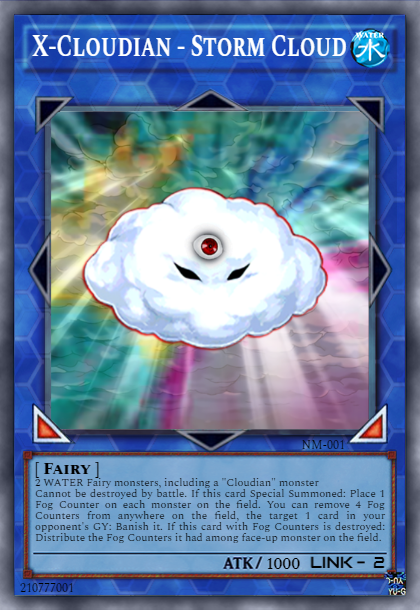 X-Cloudian - Storm Cloud
WATER
水
NM-001
[ Fairy ]
2 WATER Fairy monsters, including a "Cloudian" monster
Cannot be destroyed by battle. If this card Special Summoned: Place 1
Fog Counter on each monster on the field. You can remove 4 Fog
Counters from anywhere on the field, the target 1 card in your
opponent's GY: Banish it. If this card with Fog Counters is destroyed:
Distribute the Fog Counters it had among face-up monster on the field.
ATK / 1000 LINK - 2
210777001